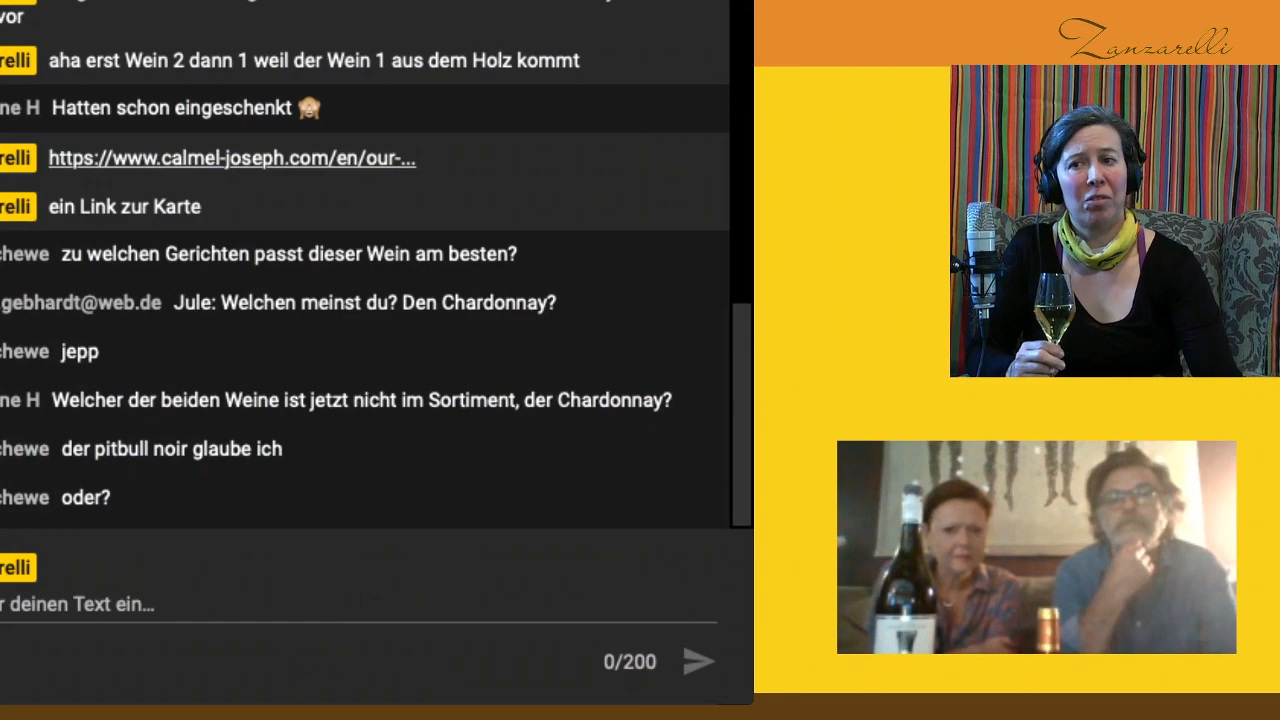 vor
relli aha erst Wein 2 dann 1 weil der Wein 1 aus dem Holz kommt
ne H Hatten schon eingeschenkt 🙈
relli https://www.calmel-joseph.com/en/our-...
relli ein Link zur Karte
chewe zu welchen Gerichten passt dieser Wein am besten?
gebhardt@web.de Jule: Welchen meinst du? Den Chardonnay?
chewe jepp
ne H Welcher der beiden Weine ist jetzt nicht im Sortiment, der Chardonnay?
chewe der pitbull noir glaube ich
chewe oder?
relli
r deinen Text ein...
0/200
Zanzarelli